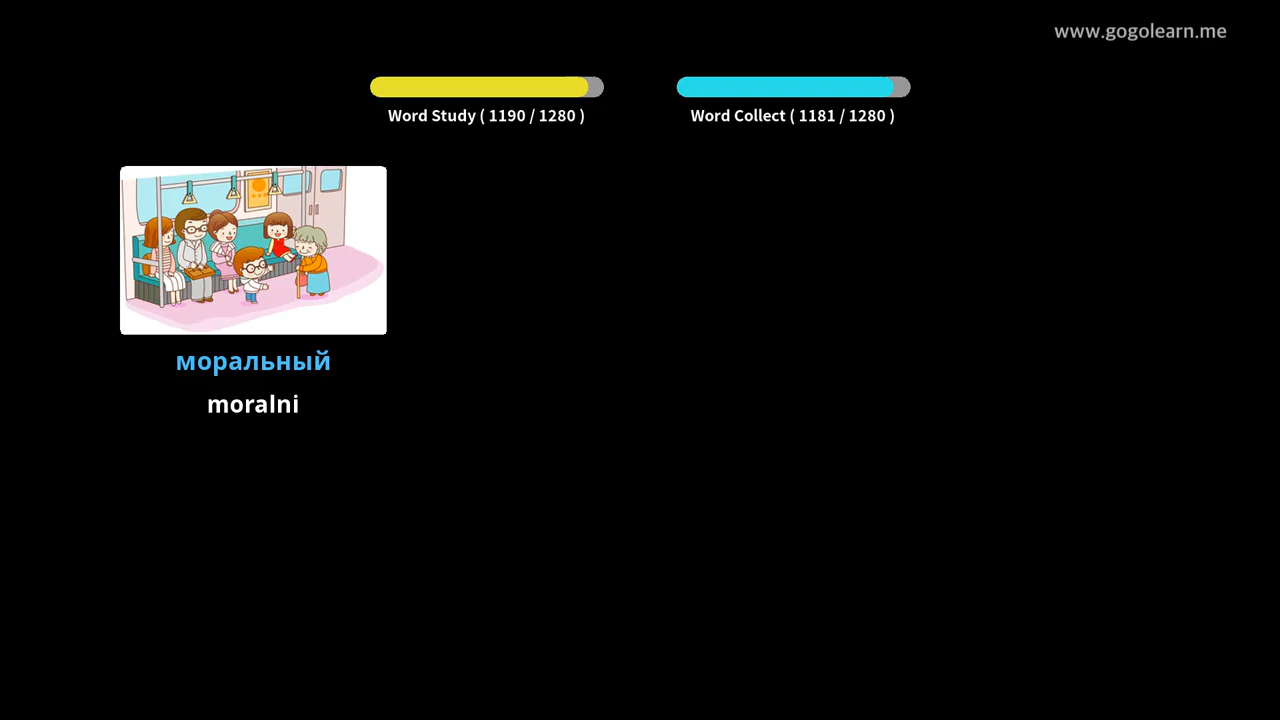 www.gogolearn.me
Word Study ( 1190 / 1280 )
Word Collect ( 1181 / 1280 )
моральный
moralni